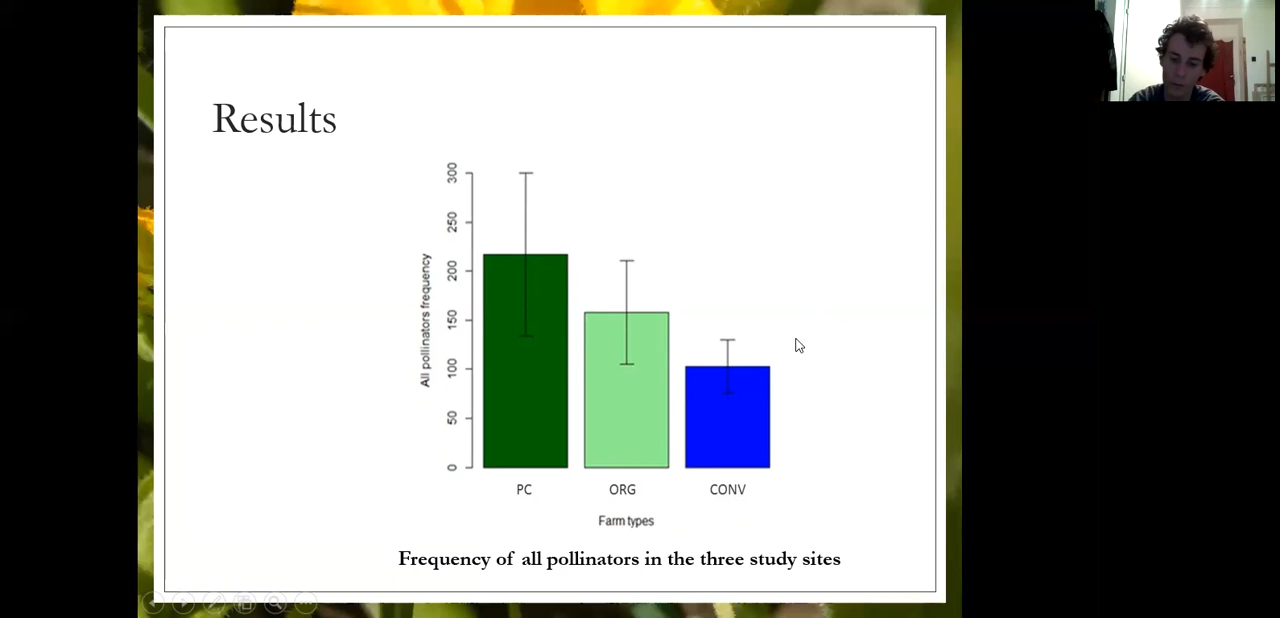 Results
300
250
200
150
100
50
0
All pollinators frequency
PC ORG CONV
Farm types
Frequency of all pollinators in the three study sites